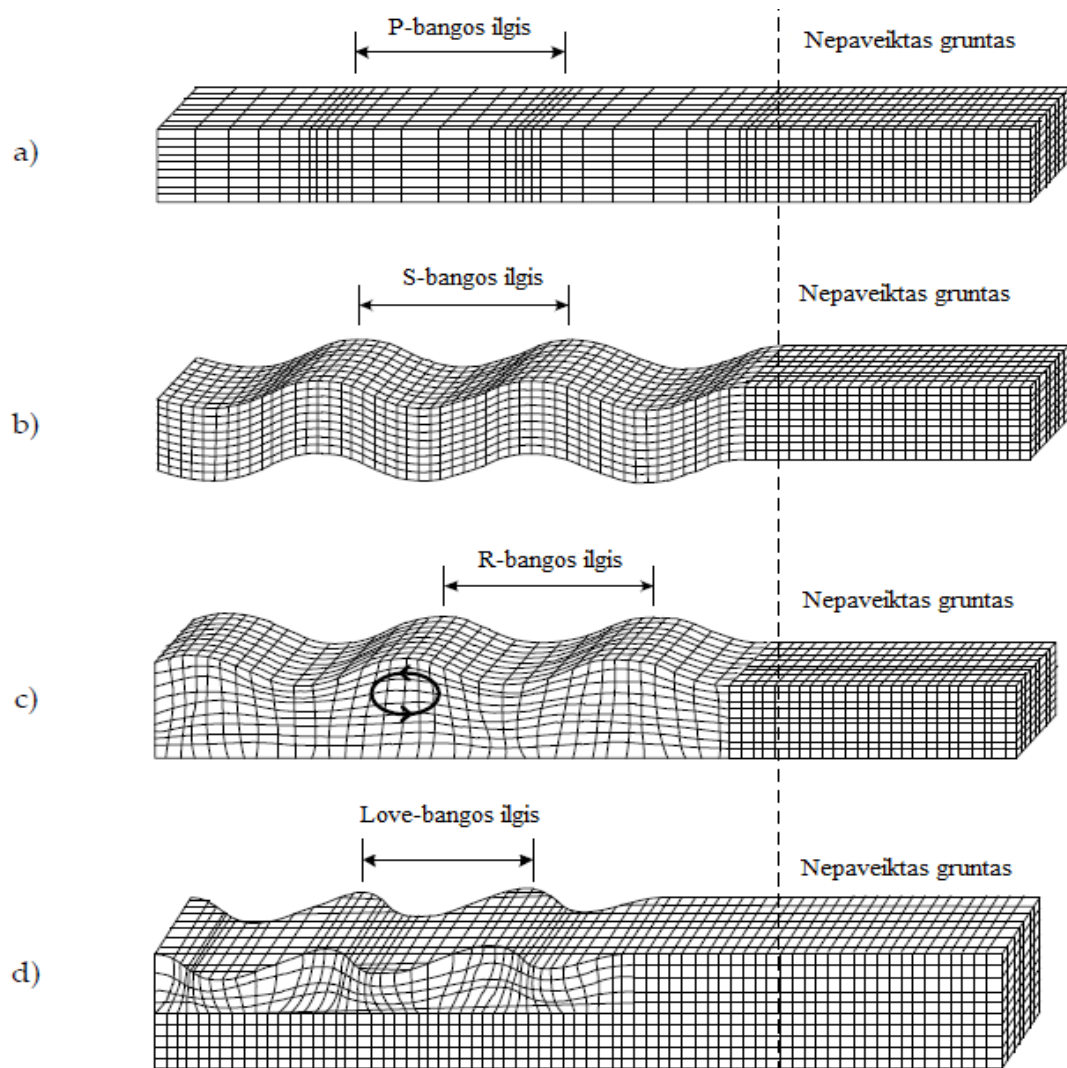 P-bangos ilgis
Nepaveiktas gruntas
a)
S-bangos ilgis
Nepaveiktas gruntas
b)
R-bangos ilgis
Nepaveiktas gruntas
c)
Love-bangos ilgis
Nepaveiktas gruntas
d)